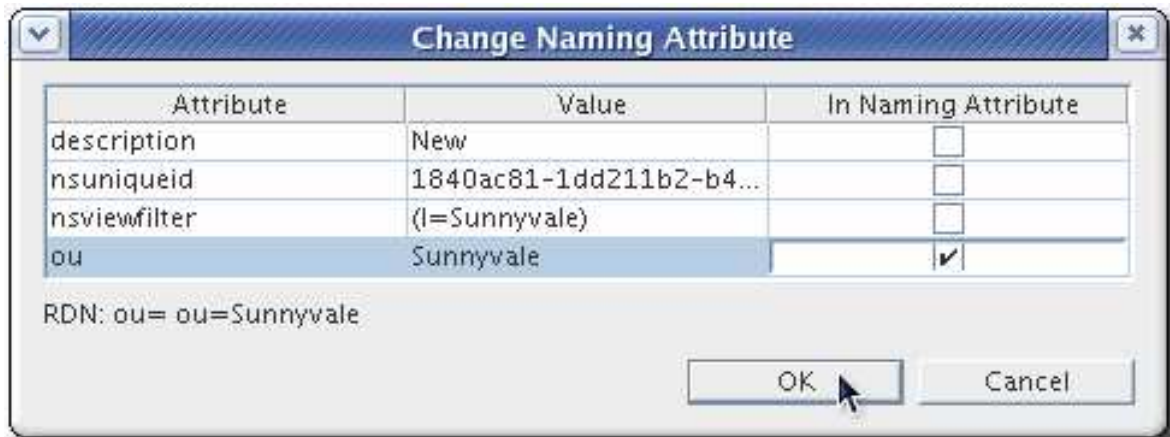 Change Naming Attribute
Attribute Value In Naming Attribute
description New
nsuniqueid 1840ac81-1dd211b2-b4...
nsviewfilter (l=Sunnyvale)
ou Sunnyvale
RDN: ou= ou=Sunnyvale
OK Cancel